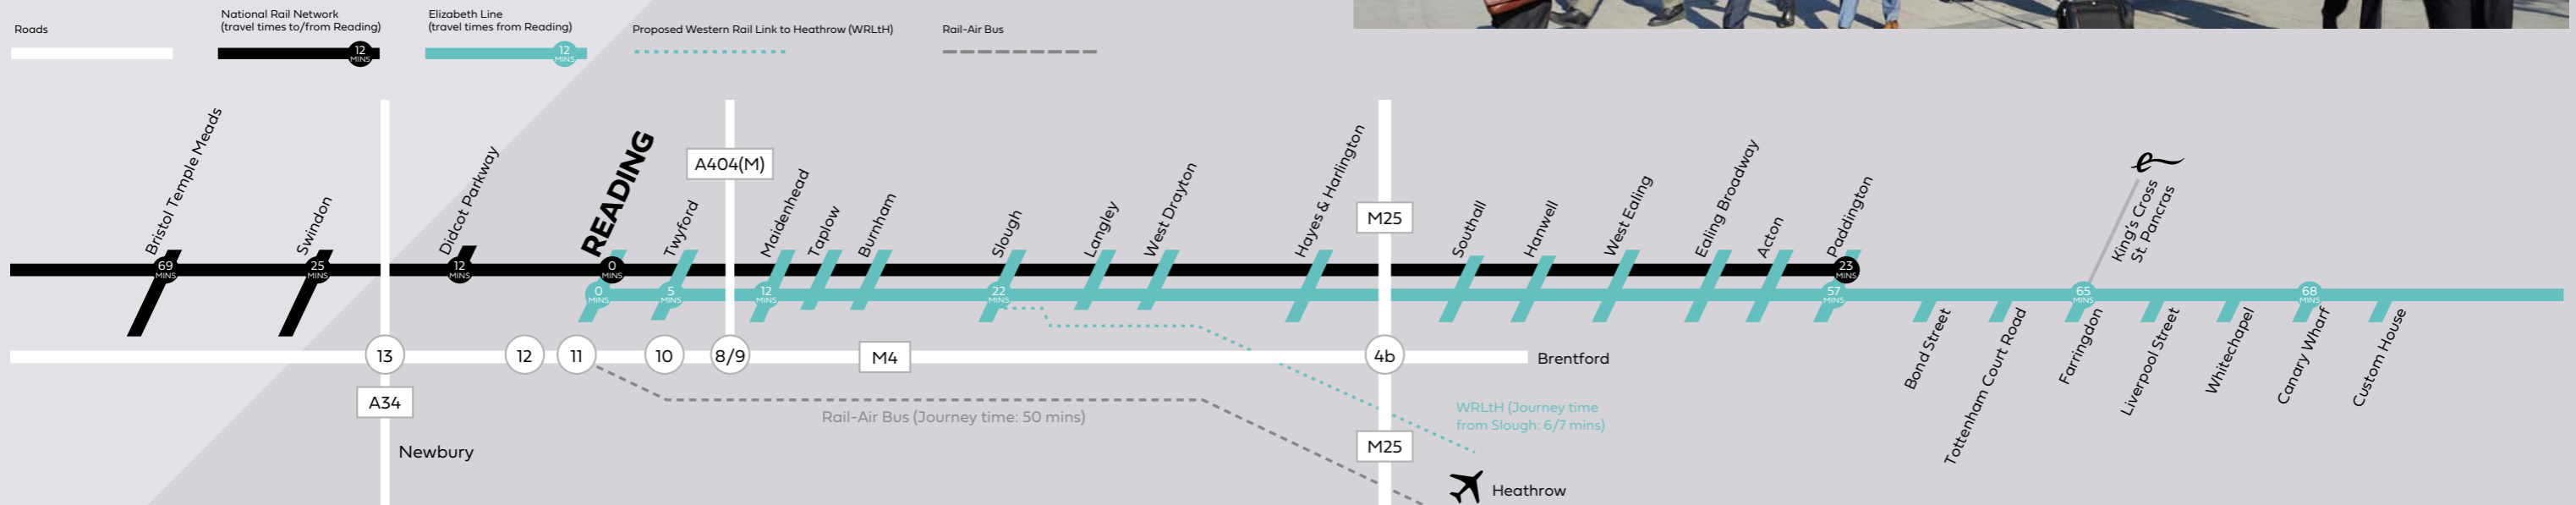 Roads
National Rail Network
(travel times to/from Reading)
12
MINS
Elizabeth Line
(travel times from Reading)
12
MINS
Proposed Western Rail Link to Heathrow (WRLtH)
Rail-Air Bus
Bristol Temple Meads
Swindon
Didcot Parkway
READING
Twyford
A404(M)
Maidenhead
Taplow
Burnham
Slough
Langley
West Drayton
Hayes & Harlington
M25
Southall
Hanwell
West Ealing
Ealing Broadway
Acton
Paddington
King's Cross
St. Pancras
69
MINS
25
MINS
12
MINS
0
MINS
23
MINS
0
MINS
5
MINS
12
MINS
22
MINS
57
MINS
65
MINS
68
MINS
Bond Street
Tottenham Court Road
Farringdon
Liverpool Street
Whitechapel
Canary Wharf
Custom House
13
12
11
10
8/9
M4
4b
Brentford
A34
Rail-Air Bus (Journey time: 50 mins)
WRLtH (Journey time
from Slough: 6/7 mins)
Newbury
M25
Heathrow